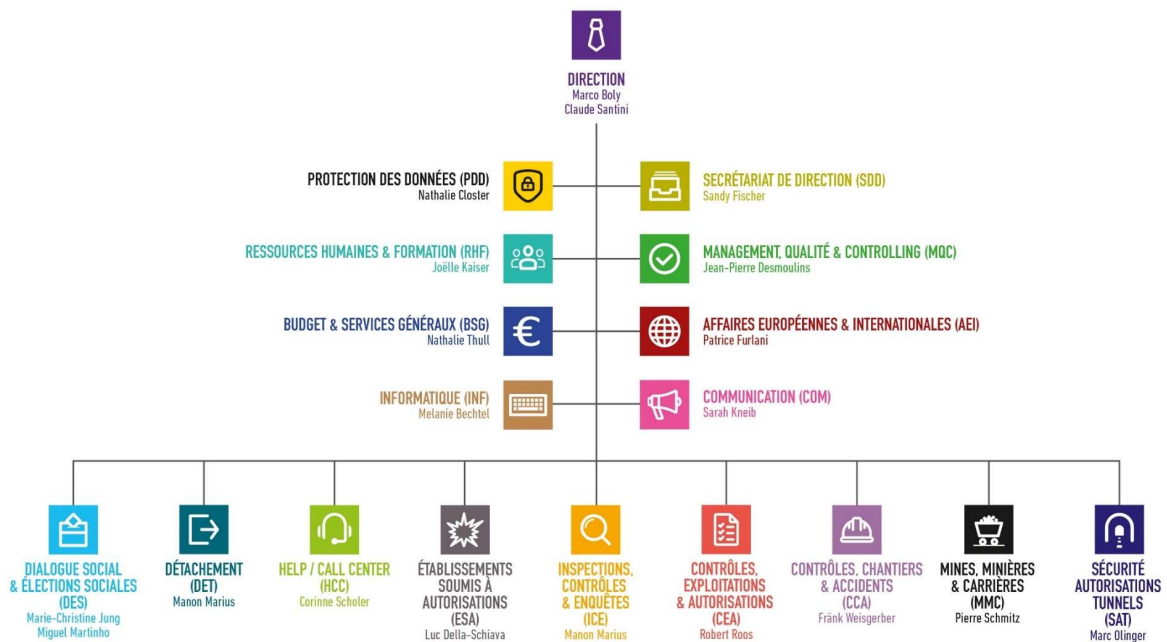 DIRECTION
Marco Boly
Claude Santini
PROTECTION DES DONNÉES (PDD)
Nathalie Closter
SECRÉTARIAT DE DIRECTION (SDD)
Sandy Fischer
RESSOURCES HUMAINES & FORMATION (RHF)
Joëlle Kaiser
MANAGEMENT, QUALITÉ & CONTROLLING (MQC)
Jean-Pierre Desmoulins
BUDGET & SERVICES GÉNÉRAUX (BSG)
Nathalie Thull
AFFAIRES EUROPÉENNES & INTERNATIONALES (AEI)
Patrice Furlani
INFORMATIQUE (INF)
Melanie Bechtel
COMMUNICATION (COM)
Sarah Kneib
DIALOGUE SOCIAL
& ÉLECTIONS SOCIALES
(DES)
Marie-Christine Jung
Miguel Martinho
DÉTACHEMENT
(DET)
Manon Marius
HELP / CALL CENTER
(HCC)
Corinne Scholer
ÉTABLISSEMENTS
SOUMIS À
AUTORISATIONS
(ESA)
Luc Della-Schiava
INSPECTIONS,
CONTRÔLES
& ENQUÊTES
(ICE)
Manon Marius
CONTRÔLES,
EXPLOITATIONS
& AUTORISATIONS
(CEA)
Robert Roos
CONTRÔLES, CHANTIERS
& ACCIDENTS
(CCA)
Fränk Weisgerber
MINES, MINIÈRES
& CARRIÈRES
(MMC)
Pierre Schmitz
SÉCURITÉ
AUTORISATIONS
TUNNELS
(SAT)
Marc Olinger